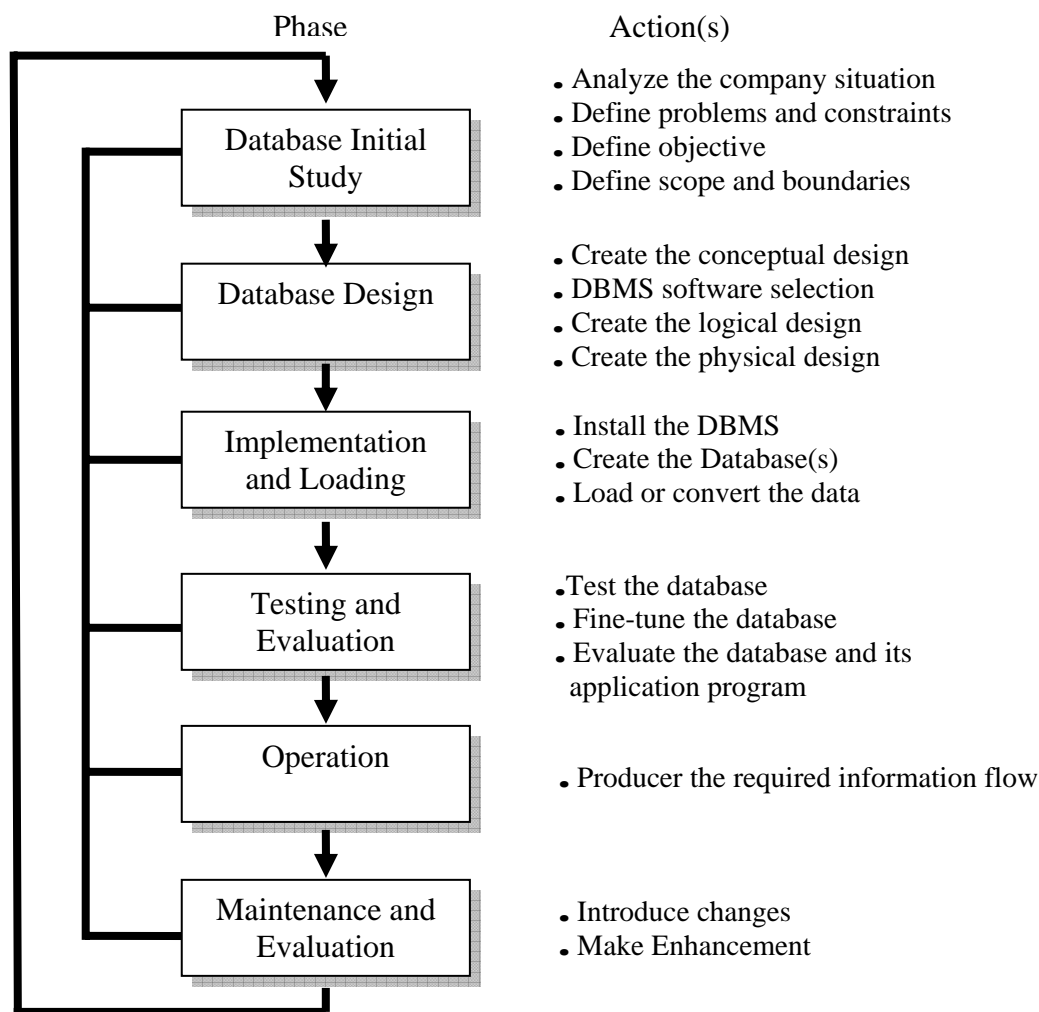 Phase
Action(s)
Database Initial
Study
• Analyze the company situation
• Define problems and constraints
• Define objective
• Define scope and boundaries
Database Design
• Create the conceptual design
• DBMS software selection
• Create the logical design
• Create the physical design
Implementation
and Loading
• Install the DBMS
• Create the Database(s)
• Load or convert the data
Testing and
Evaluation
• Test the database
• Fine-tune the database
• Evaluate the database and its
application program
Operation
• Producer the required information flow
Maintenance and
Evaluation
• Introduce changes
• Make Enhancement